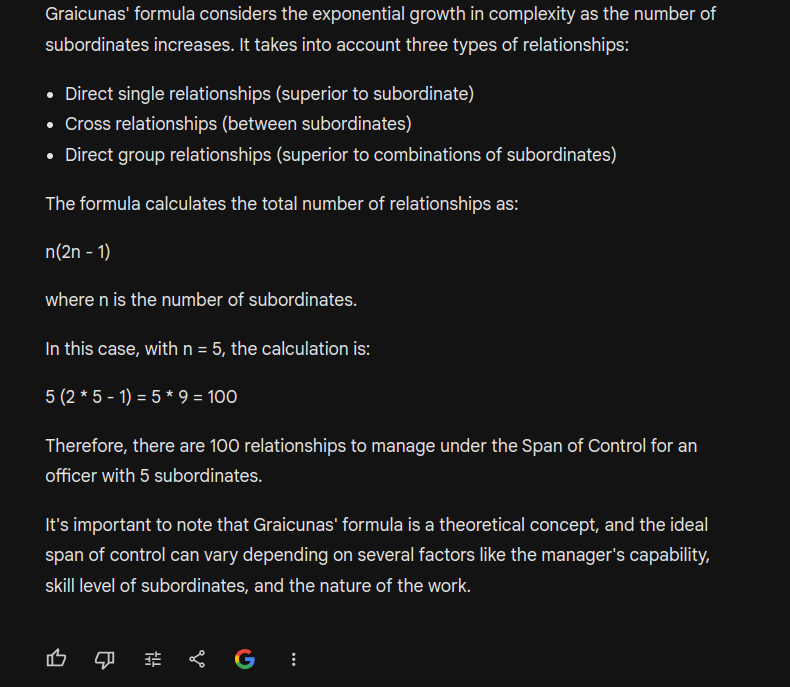 Graicunas' formula considers the exponential growth in complexity as the number of
subordinates increases. It takes into account three types of relationships:
• Direct single relationships (superior to subordinate)
• Cross relationships (between subordinates)
• Direct group relationships (superior to combinations of subordinates)
The formula calculates the total number of relationships as:
n(2n - 1)
where n is the number of subordinates.
In this case, with n = 5, the calculation is:
5 (2 * 5 - 1) = 5 * 9 = 100
Therefore, there are 100 relationships to manage under the Span of Control for an
officer with 5 subordinates.
It's important to note that Graicunas' formula is a theoretical concept, and the ideal
span of control can vary depending on several factors like the manager's capability,
skill level of subordinates, and the nature of the work.